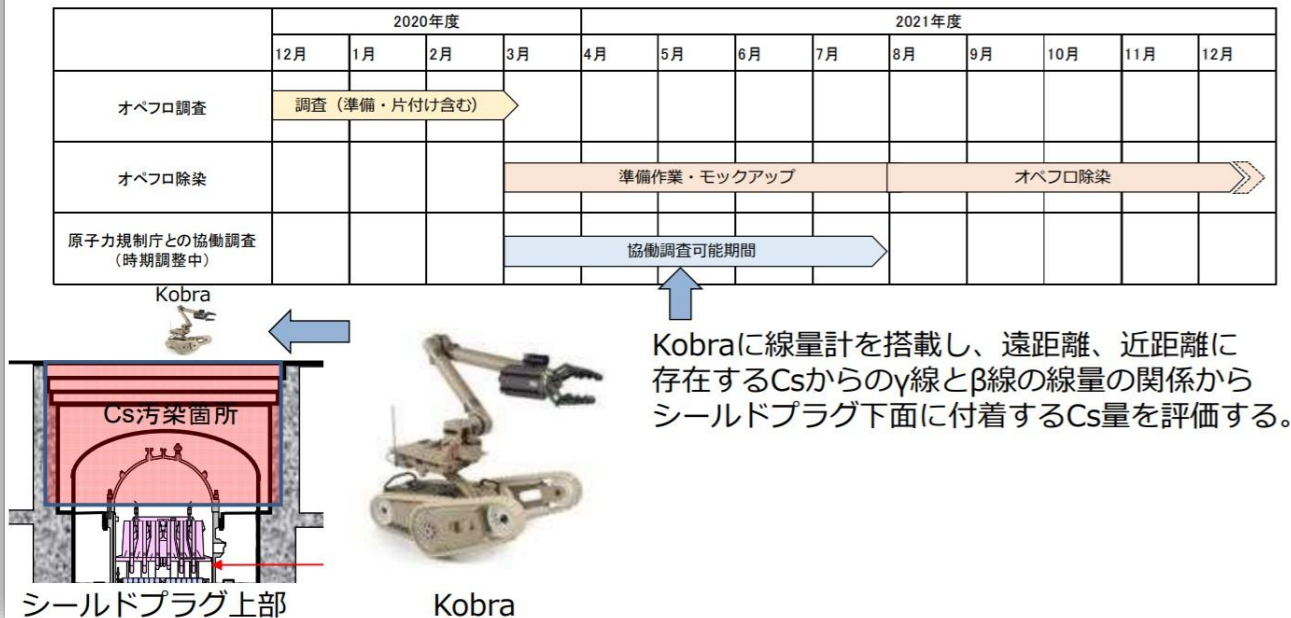 2020年度 2021年度
12月 1月 2月 3月 4月 5月 6月 7月 8月 9月 10月 11月 12月
オペフロ調査
調査（準備・片付け含む）
オペフロ除染
準備作業・モックアップ
オペフロ除染
原子力規制庁との協働調査
（時期調整中）
協働調査可能期間
Kobra
Kobraに線量計を搭載し、遠距離、近距離に
存在するCsからのγ線とβ線の線量の関係から
シールドプラグ下面に付着するCs量を評価する。
Cs汚染箇所
シールドプラグ上部
Kobra